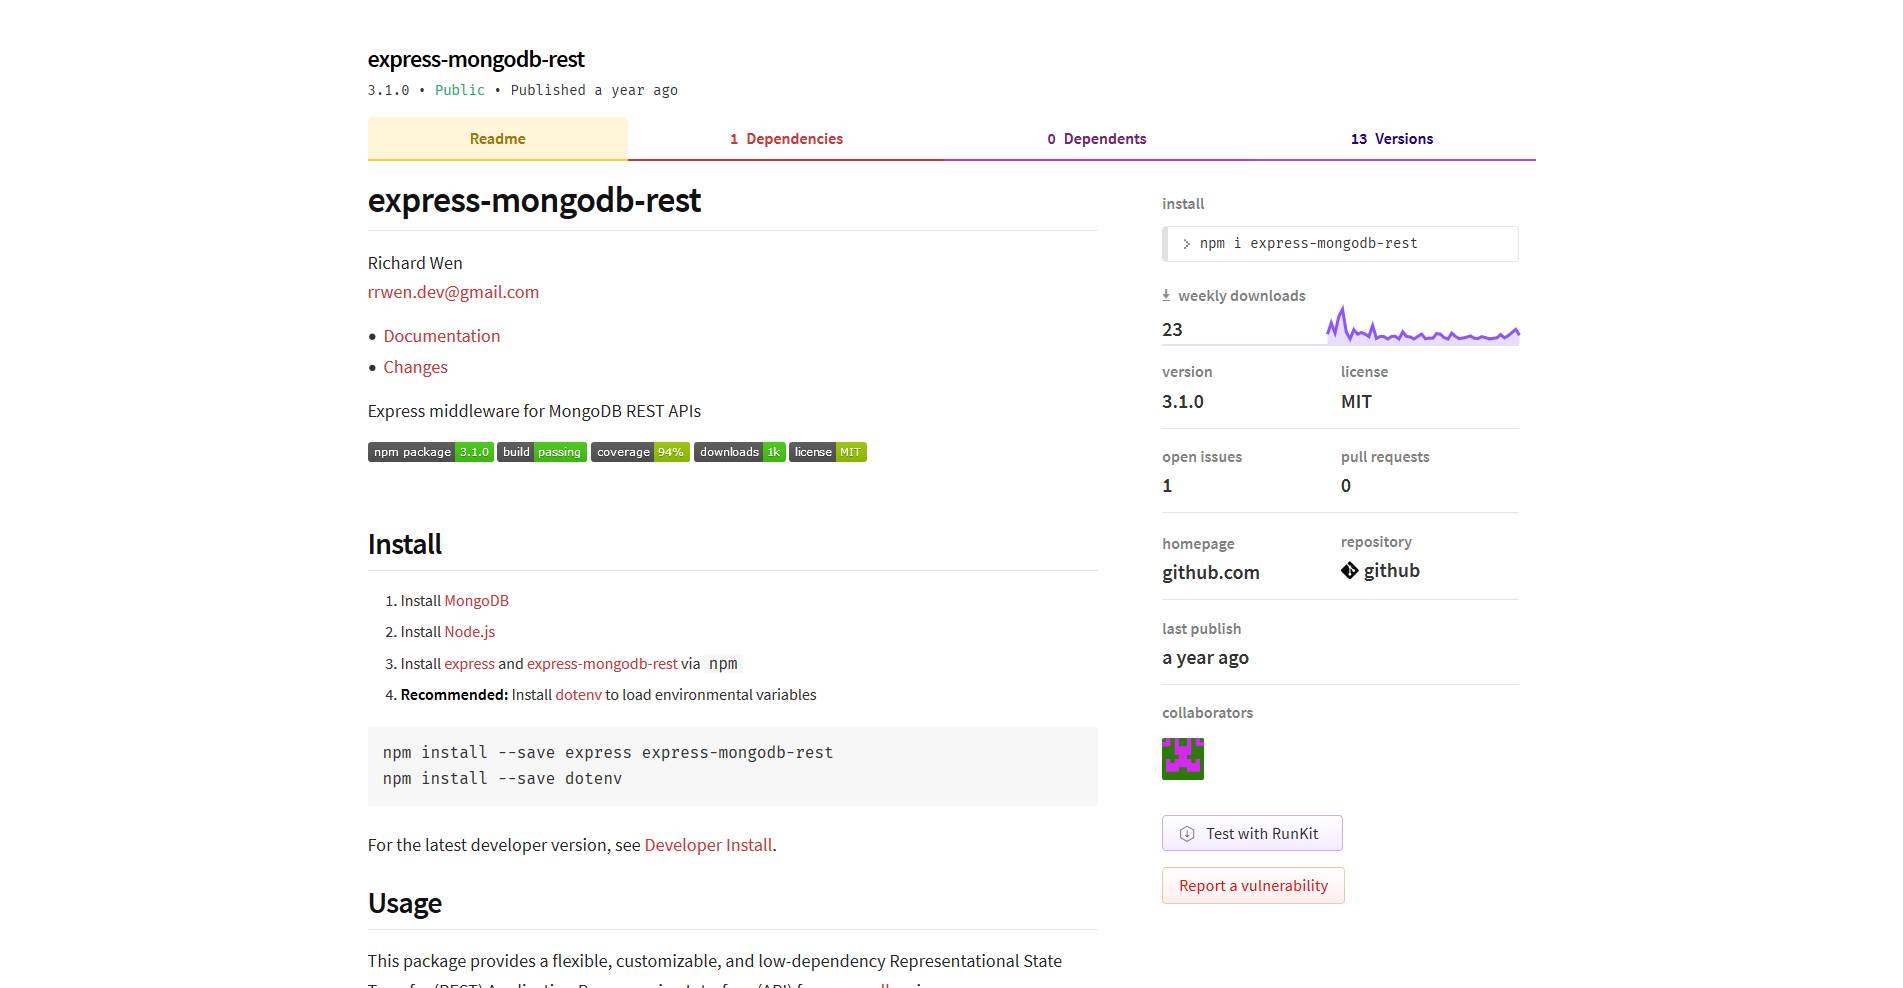 express-mongodb-rest
3.1.0 • Public • Published a year ago
Readme
1 Dependencies
0 Dependents
13 Versions
express-mongodb-rest
Richard Wen
rrwen.dev@gmail.com
• Documentation
• Changes
Express middleware for MongoDB REST APIs
npm package 3.1.0 build passing coverage 94% downloads 1k license MIT
Install
1. Install MongoDB
2. Install Node.js
3. Install express and express-mongodb-rest via npm
4. Recommended: Install dotenv to load environmental variables
npm install --save express express-mongodb-rest
npm install --save dotenv
For the latest developer version, see Developer Install.
Usage
This package provides a flexible, customizable, and low-dependency Representational State
install
> npm i express-mongodb-rest
weekly downloads
23
version
license
3.1.0
MIT
open issues
pull requests
1
0
homepage
repository
github.com
github
last publish
a year ago
collaborators
Test with RunKit
Report a vulnerability